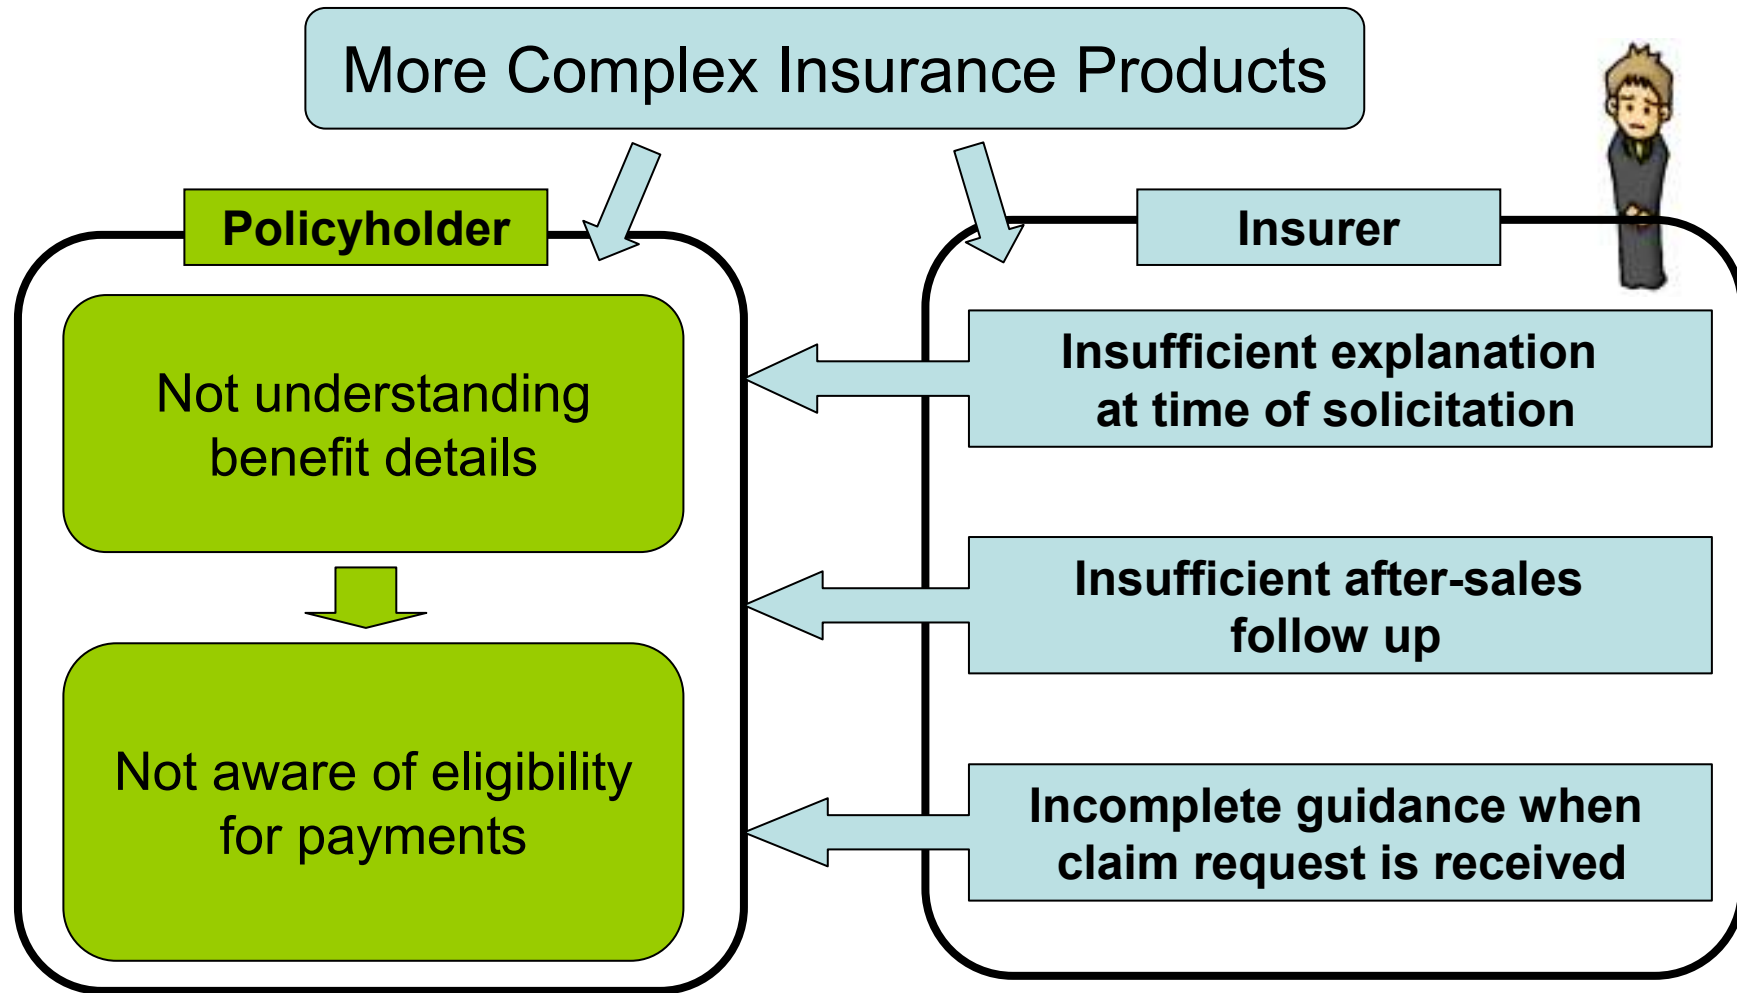 More Complex Insurance Products
Policyholder
Not understanding
benefit details
Not aware of eligibility
for payments
Insurer
Insufficient explanation
at time of solicitation
Insufficient after-sales
follow up
Incomplete guidance when
claim request is received